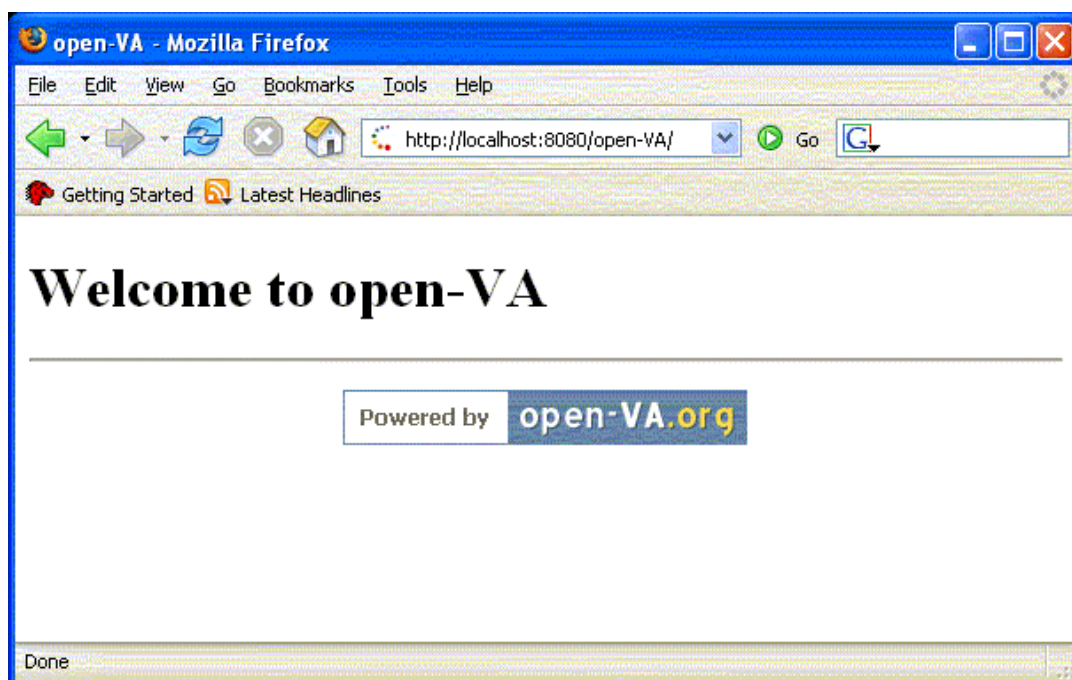 open-VA - Mozilla Firefox
File Edit View Go Bookmarks Tools Help
http://localhost:8080/open-VA/ Go G
Getting Started Latest Headlines
Welcome to open-VA
Powered by open-VA.org
Done